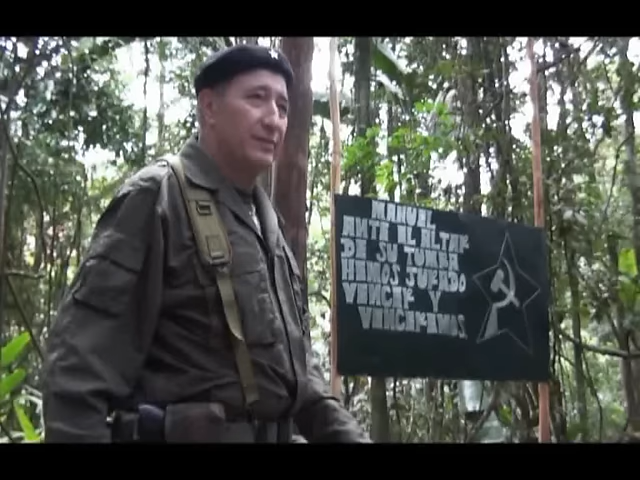 MANUEL
ANTE EL ALTAR
DE SU TUMBA
HEMOS JURADO
VENCER Y
VENCEREMOS